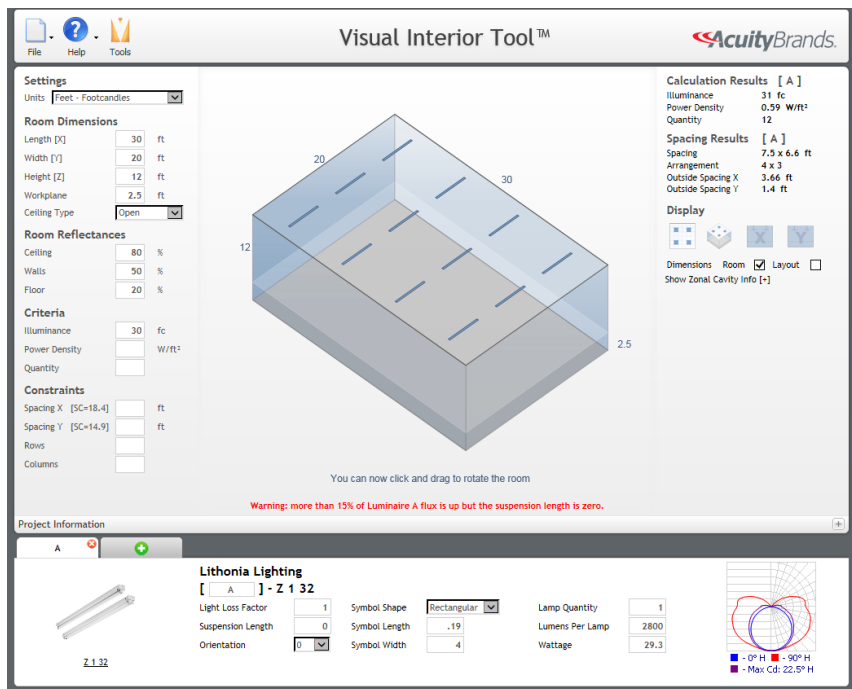 File
Help
Tools
Visual Interior Tool™
AcuityBrands.
Settings
Units Feet - Footcandles
Room Dimensions
Length [X] 30 ft
Width [Y] 20 ft
Height [Z] 12 ft
Workplane 2.5 ft
Ceiling Type Open
Room Reflectances
Ceiling 80 %
Walls 50 %
Floor 20 %
Criteria
Illuminance 30 fc
Power Density W/ft²
Quantity
Constraints
Spacing X [SC=18.4] ft
Spacing Y [SC=14.9] ft
Rows
Columns
20
30
12
2.5
You can now click and drag to rotate the room
Warning: more than 15% of Luminaire A flux is up but the suspension length is zero.
Calculation Results [ A ]
Illuminance 31 fc
Power Density 0.59 W/ft²
Quantity 12
Spacing Results [ A ]
Spacing 7.5 x 6.6 ft
Arrangement 4 x 3
Outside Spacing X 3.66 ft
Outside Spacing Y 1.4 ft
Display
X
Y
Dimensions Room Layout
Show Zonal Cavity Info [+]
Project Information
A
Z 1 32
Lithonia Lighting
[ A ] - Z 1 32
Light Loss Factor 1 Symbol Shape Rectangular Lamp Quantity 1
Suspension Length 0 Symbol Length .19 Lumens Per Lamp 2800
Orientation 0 Symbol Width 4 Wattage 29.3
- 0° H - 90° H
- Max Cd: 22.5° H